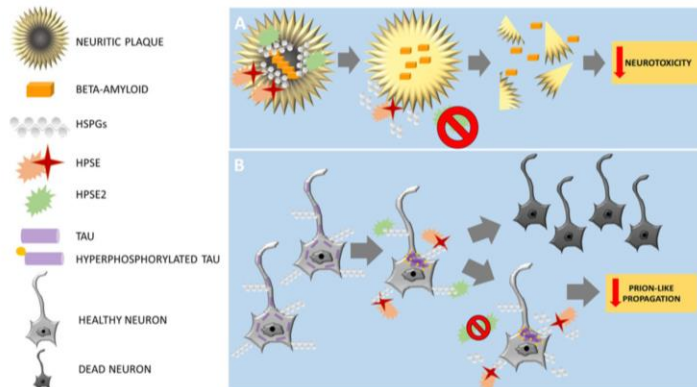 NEURITIC PLAQUE
BETA-AMYLOID
HSPGs
HPSE
HPSE2
TAU
HYPERPHOSPHORYLATED TAU
HEALTHY NEURON
DEAD NEURON
A
NEUROTOXICITY
B
PRION-LIKE
PROPAGATION